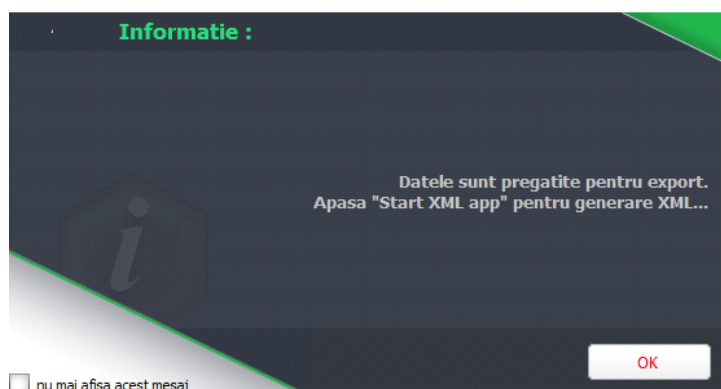 Informatie :
Datele sunt pregatite pentru export.
Apasa "Start XML app" pentru generare XML...
OK
nu mai afisa acest mesaj